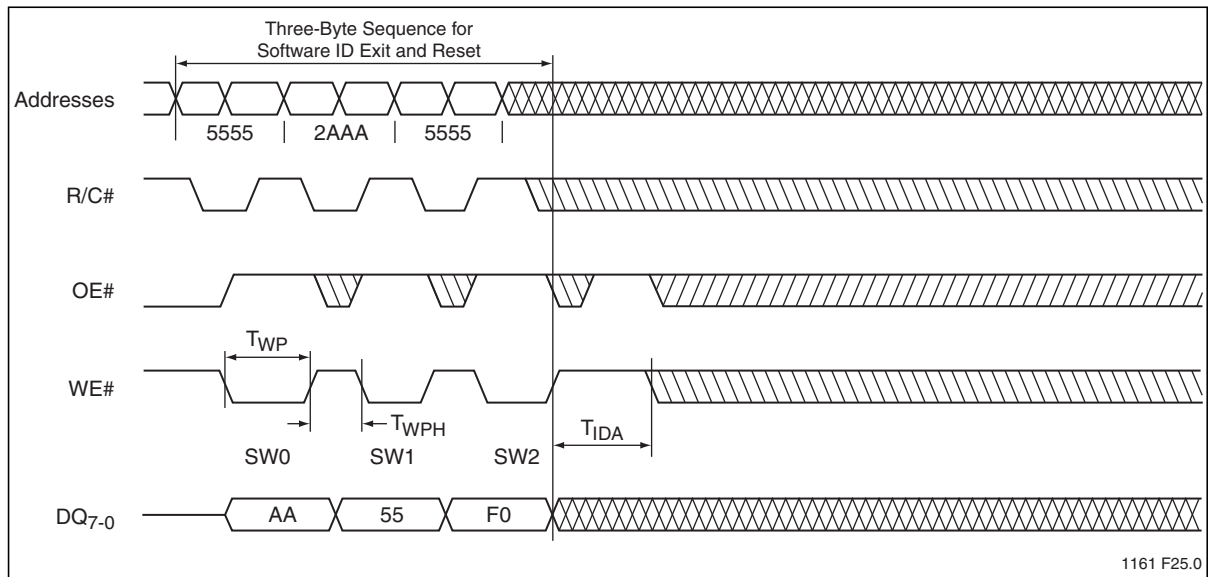 Three-Byte Sequence for
Software ID Exit and Reset
Addresses
5555 2AAA 5555
R/C#
OE#
TWP
WE#
TWPH
TIDA
SW0 SW1 SW2
DQ7-0
AA 55 F0
1161 F25.0